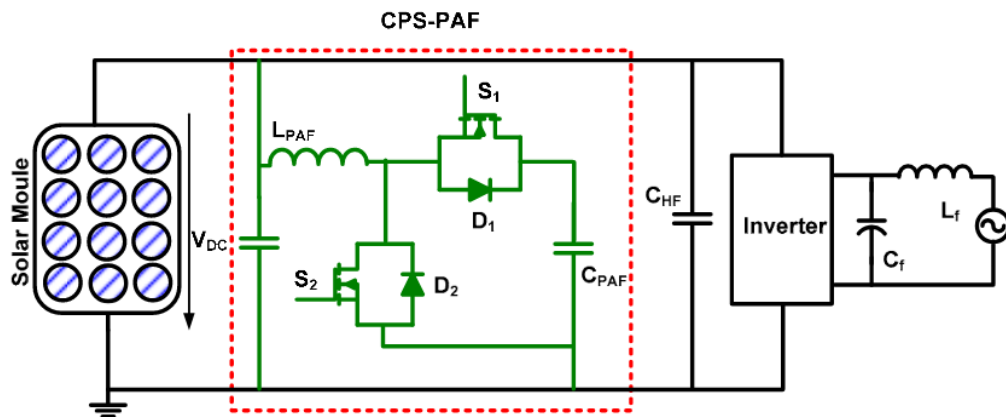 CPS-PAF
S1
LPAF
D1
Solar Moule
VDC
S2
D2
CPAF
CHF
Inverter
Cf
Lf